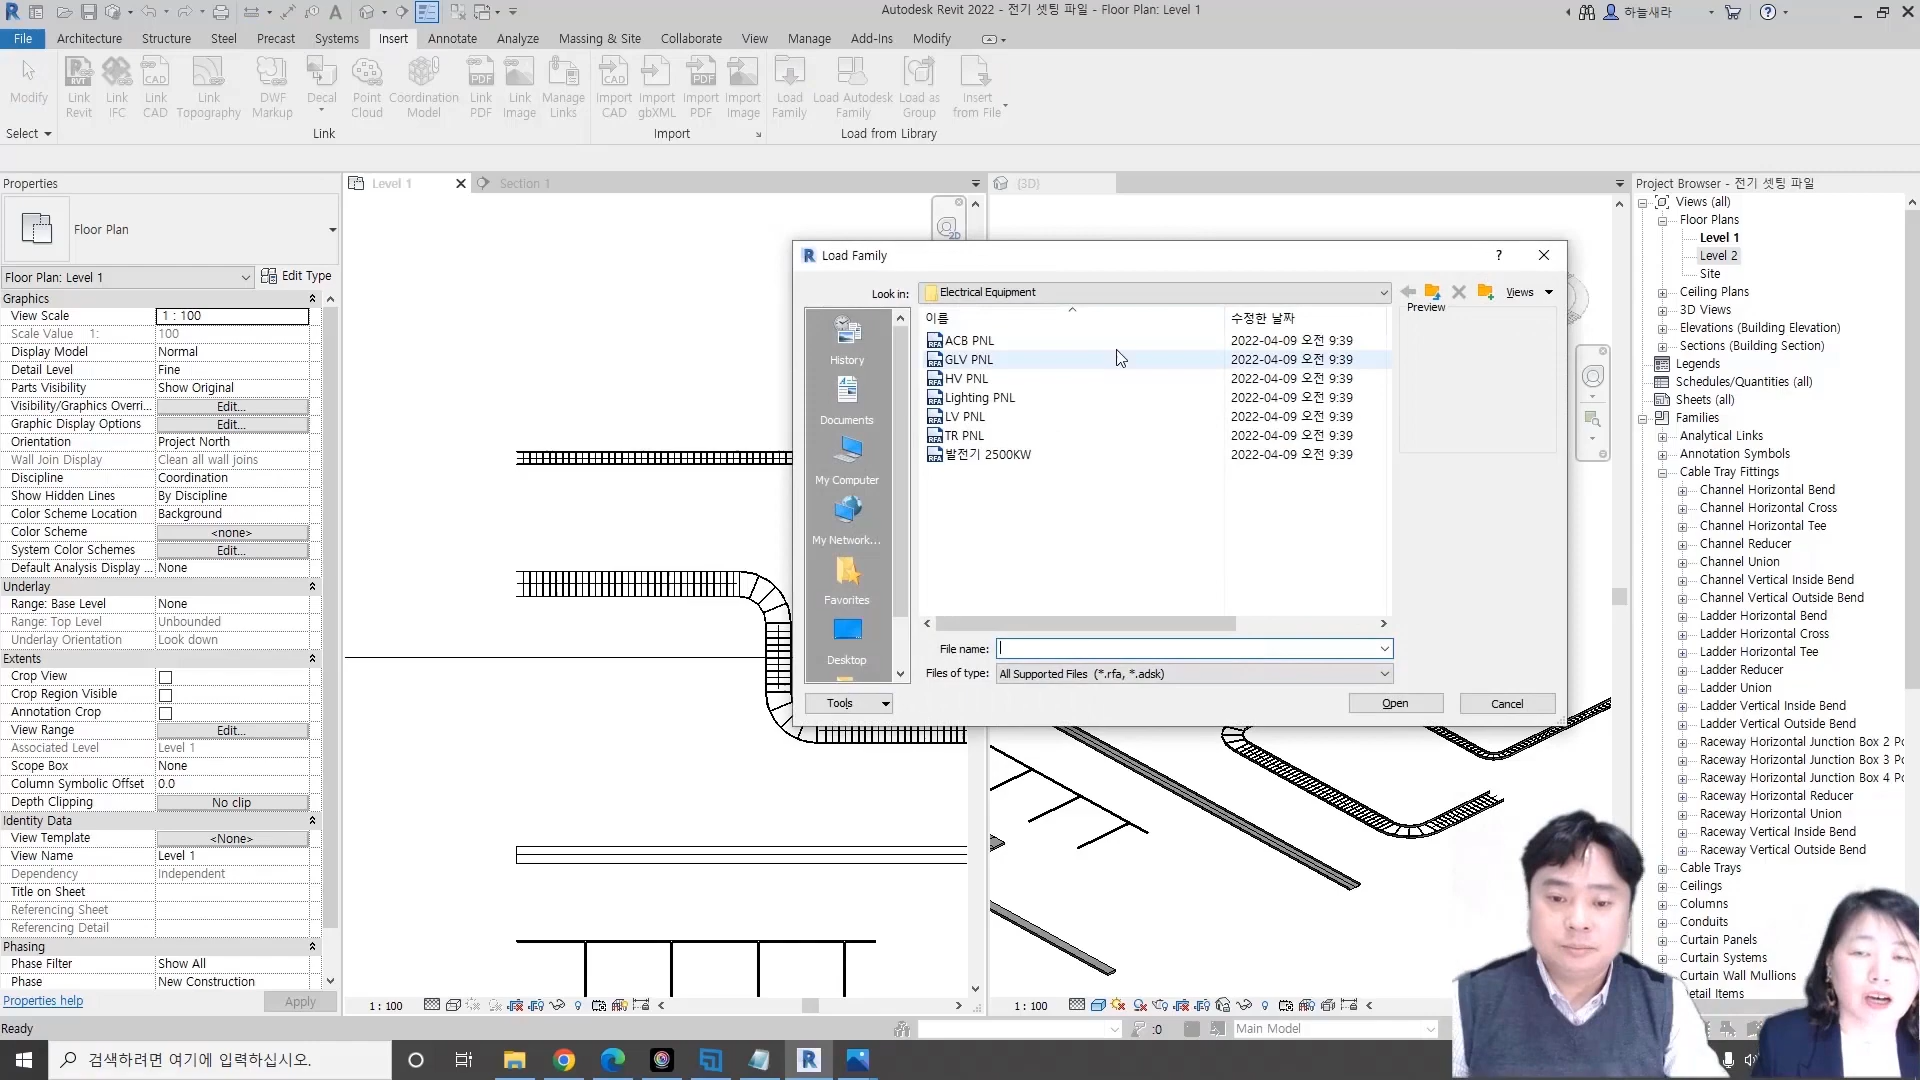 Autodesk Revit 2022 - 전기 셋팅 파일 - Floor Plan: Level 1
하늘새라
File
Architecture
Structure
Steel
Precast
Systems
Insert
Annotate
Analyze
Massing & Site
Collaborate
View
Manage
Add-Ins
Modify
Modify
Link Revit
Link IFC
Link CAD
Link Topography
DWF Markup
Decal
Point Cloud
Coordination Model
Link PDF
Link Image
Manage Links
Import CAD
Import gbXML
Import PDF
Import Image
Load Family
Load Autodesk Family
Load as Group
Insert from File
Select
Link
Import
Load from Library
Properties
Floor Plan
Floor Plan: Level 1
Edit Type
Graphics
View Scale 1 : 100
Scale Value 1: 100
Display Model Normal
Detail Level Fine
Parts Visibility Show Original
Visibility/Graphics Overri... Edit...
Graphic Display Options Edit...
Orientation Project North
Wall Join Display Clean all wall joins
Discipline Coordination
Show Hidden Lines By Discipline
Color Scheme Location Background
Color Scheme <none>
System Color Schemes Edit...
Default Analysis Display ... None
Underlay
Range: Base Level None
Range: Top Level Unbounded
Underlay Orientation Look down
Extents
Crop View
Crop Region Visible
Annotation Crop
View Range Edit...
Associated Level Level 1
Scope Box None
Column Symbolic Offset 0.0
Depth Clipping No clip
Identity Data
View Template <None>
View Name Level 1
Dependency Independent
Title on Sheet
Referencing Sheet
Referencing Detail
Phasing
Phase Filter Show All
Phase New Construction
Properties help
Apply
Level 1
Section 1
{3D}
2D
Load Family
Look in: Electrical Equipment
Views
Preview
이름 수정한 날짜
ACB PNL 2022-04-09 오전 9:39
GLV PNL 2022-04-09 오전 9:39
HV PNL 2022-04-09 오전 9:39
Lighting PNL 2022-04-09 오전 9:39
LV PNL 2022-04-09 오전 9:39
TR PNL 2022-04-09 오전 9:39
발전기 2500KW 2022-04-09 오전 9:39
History
Documents
My Computer
My Network...
Favorites
Desktop
File name:
Files of type: All Supported Files (*.rfa, *.adsk)
Tools
Open
Cancel
Project Browser - 전기 셋팅 파일
Views (all)
Floor Plans
Level 1
Level 2
Site
Ceiling Plans
3D Views
Elevations (Building Elevation)
Sections (Building Section)
Legends
Schedules/Quantities (all)
Sheets (all)
Families
Analytical Links
Annotation Symbols
Cable Tray Fittings
Channel Horizontal Bend
Channel Horizontal Cross
Channel Horizontal Tee
Channel Reducer
Channel Union
Channel Vertical Inside Bend
Channel Vertical Outside Bend
Ladder Horizontal Bend
Ladder Horizontal Cross
Ladder Horizontal Tee
Ladder Reducer
Ladder Union
Ladder Vertical Inside Bend
Ladder Vertical Outside Bend
Raceway Horizontal Junction Box 2 Pc
Raceway Horizontal Junction Box 3 Pc
Raceway Horizontal Junction Box 4 Pc
Raceway Horizontal Reducer
Raceway Horizontal Union
Raceway Vertical Inside Bend
Raceway Vertical Outside Bend
Cable Trays
Ceilings
Columns
Conduits
Curtain Panels
Curtain Systems
Curtain Wall Mullions
etail Items
1 : 100
1 : 100
Ready
:0
Main Model
검색하려면 여기에 입력하십시오.